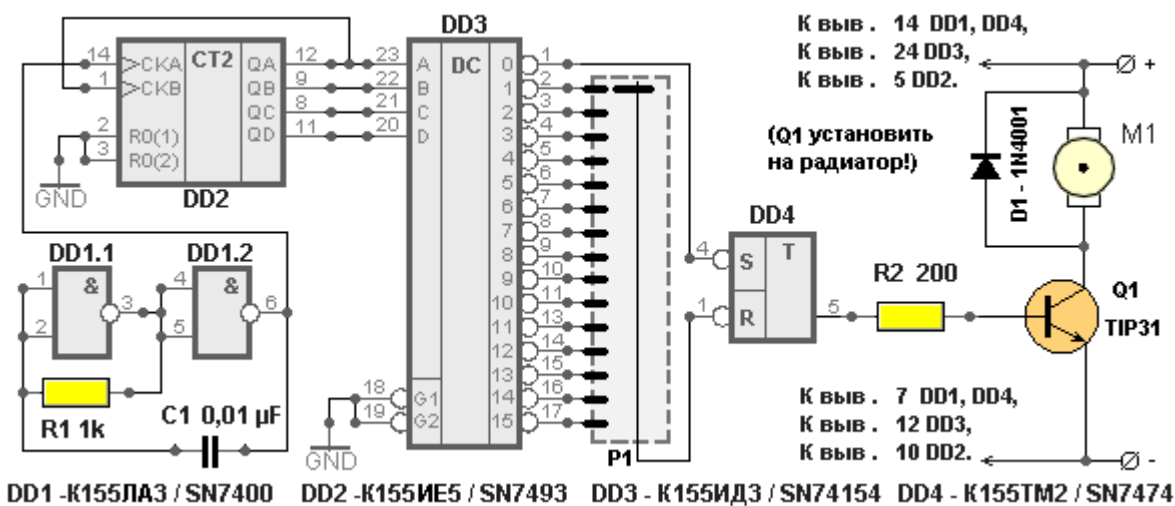 DD3
К выв . 14 DD1, DD4,
К выв . 24 DD3,
К выв . 5 DD2.
+
14 CKA CT2 QA 12 23 A DC 0 1
1 CKB QB 9 22 B 1 2
QC 8 21 C 2 3
2 R0(1) QD 11 20 D 3 4
3 R0(2) 4 5
GND
DD2
5 6
6 7
7 8
8 9
9 10
10 11
11 13
12 14
13 15
18 G1 14 16
19 G2 15 17
GND
P1
(Q1 установить
на радиатор!)
D1 - 1N4001
M1
DD1.1 DD1.2
1 & 3 4 & 6
2 5
R1 1k
C1 0,01 µF
DD4
4 S T
1 R 5
R2 200
Q1
TIP31
К выв . 7 DD1, DD4,
К выв . 12 DD3,
К выв . 10 DD2.
-
DD1 -К155ЛА3 / SN7400 DD2 -К155ИЕ5 / SN7493 DD3 - К155ИД3 / SN74154 DD4 - К155ТМ2 / SN7474